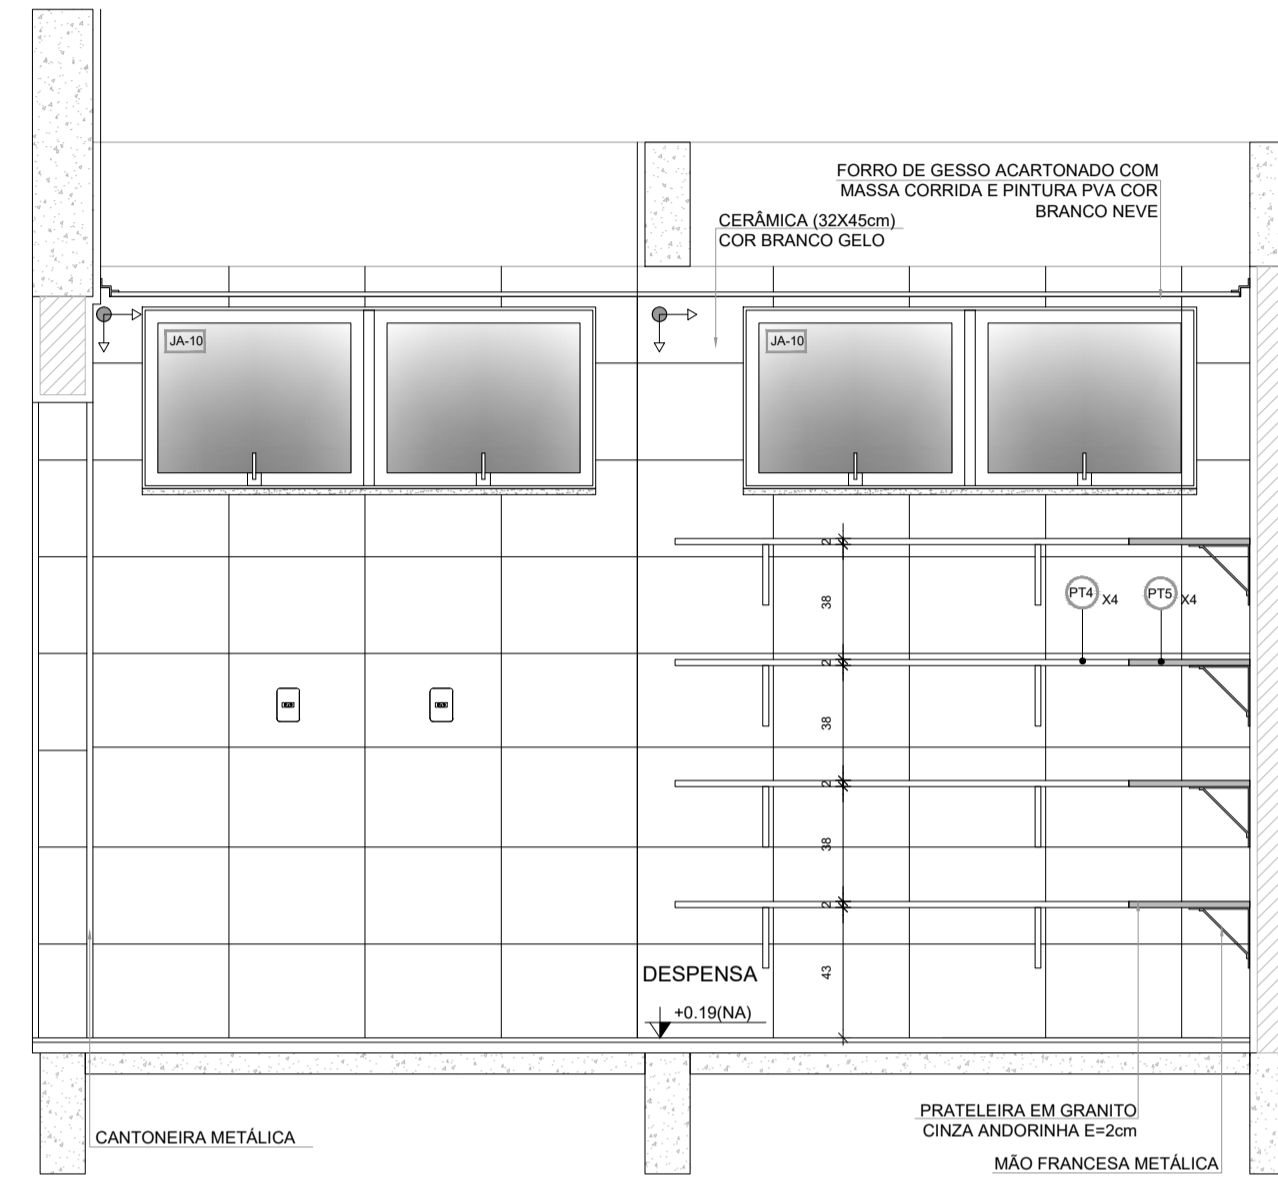 FORRO DE GESSO ACARTONADO COM
MASSA CORRIDA E PINTURA PVA COR
BRANCO NEVE
CERÂMICA (32X45cm)
COR BRANCO GELO
JA-10
JA-10
2
38
PT4 X4
PT5 X4
2
38
2
38
2
43
DESPENSA
+0.19(NA)
PRATELEIRA EM GRANITO
CINZA ANDORINHA E=2cm
CANTONEIRA METÁLICA
MÃO FRANCESA METÁLICA